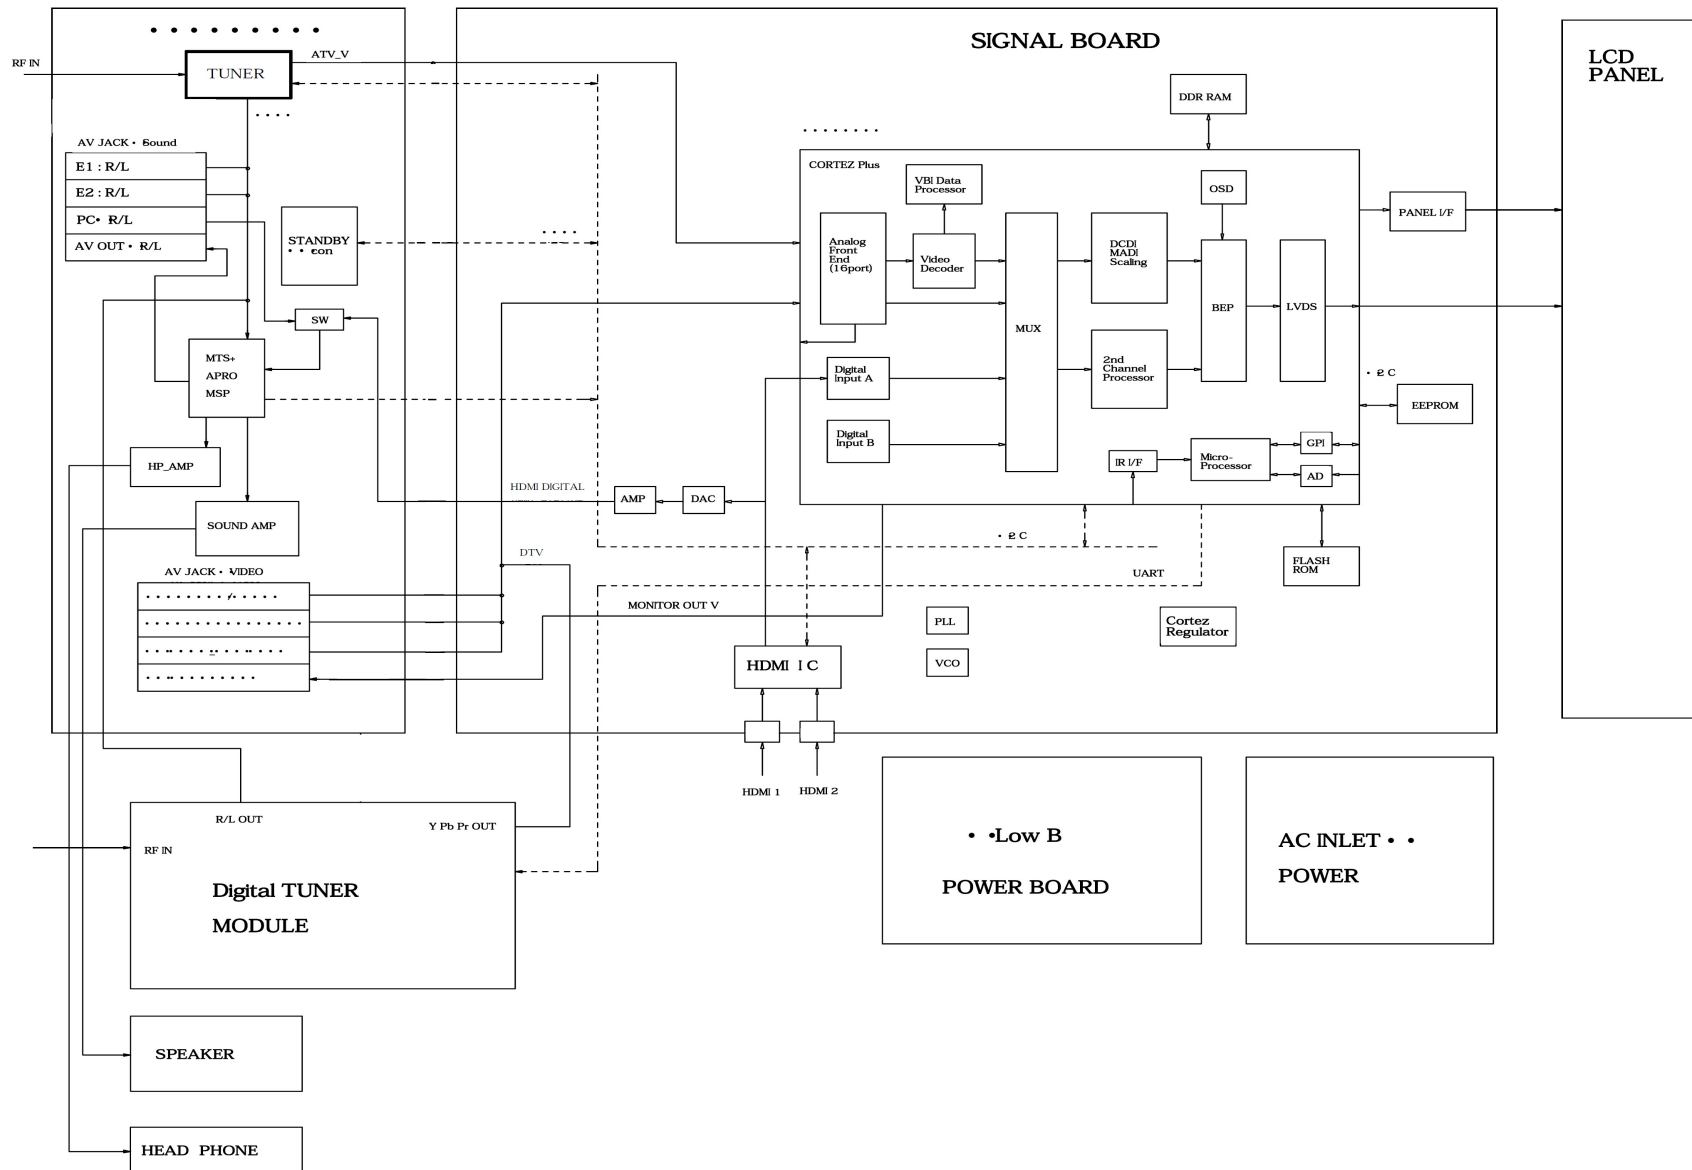 SIGNAL BOARD
LCD
PANEL
RF IN
TUNER
ATV_V
DDR RAM
AV JACK • Sound
E1 : R/L
E2 : R/L
PC• R/L
AV OUT • R/L
STANDBY
CORTEZ Plus
VBI Data
Processor
OSD
PANEL I/F
Analog
Front
End
(16port)
Video
Decoder
DCDI
MADI
Scaling
MUX
BEP
LVDS
SW
MTS+
APRO
MSP
Digital
Input A
2nd
Channel
Processor
EEPROM
Digital
Input B
IR I/F
Micro-
Processor
GPI
AD
HP_AMP
HDMI DIGITAL
AMP
DAC
SOUND AMP
DTV
FLASH
ROM
UART
AV JACK • VIDEO
MONITOR OUT V
PLL
Cortez
Regulator
VCO
HDMI IC
HDMI 1
HDMI 2
R/L OUT
Y Pb Pr OUT
RF IN
Digital TUNER
MODULE
Low B
POWER BOARD
AC INLET • •
POWER
SPEAKER
HEAD PHONE